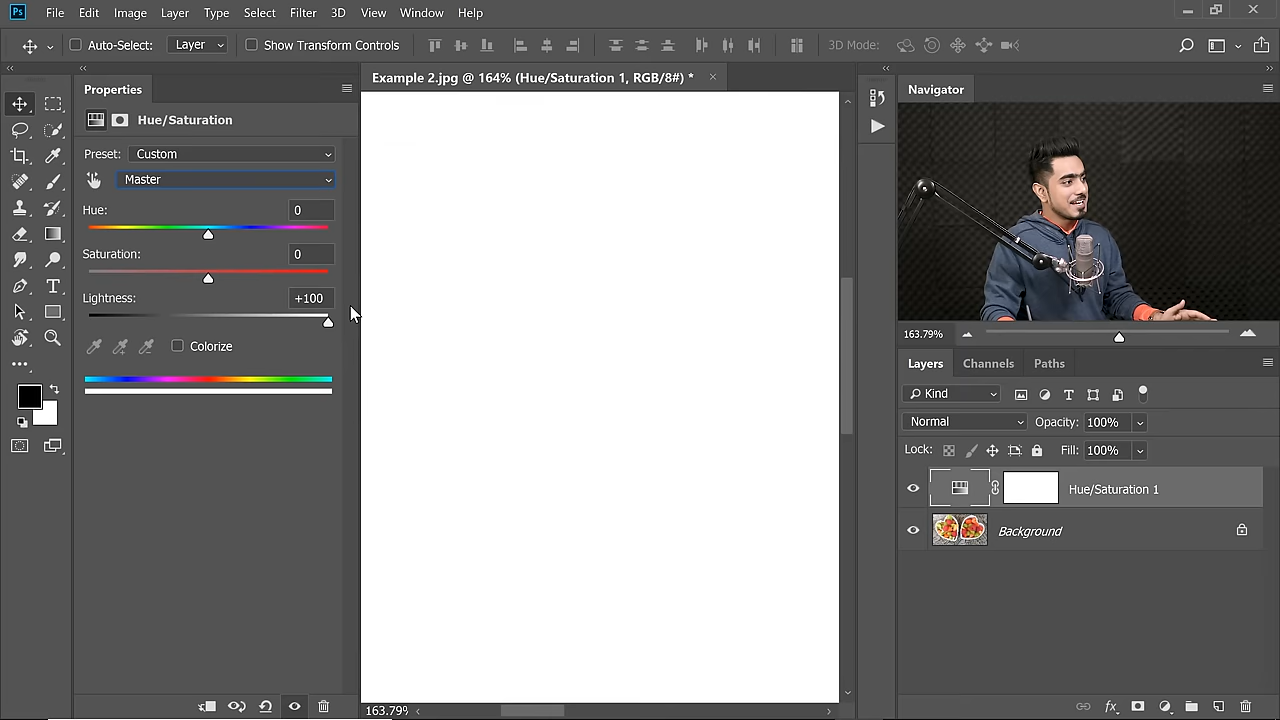 Ps File Edit Image Layer Type Select Filter 3D View Window Help
Auto-Select: Layer Show Transform Controls 3D Mode:
Properties
Hue/Saturation
Preset: Custom
Master
Hue: 0
Saturation: 0
Lightness: +100
Colorize
Example 2.jpg @ 164% (Hue/Saturation 1, RGB/8#) *
163.79%
Navigator
163.79%
Layers Channels Paths
Kind
Normal Opacity: 100%
Lock: Fill: 100%
Hue/Saturation 1
Background
fx